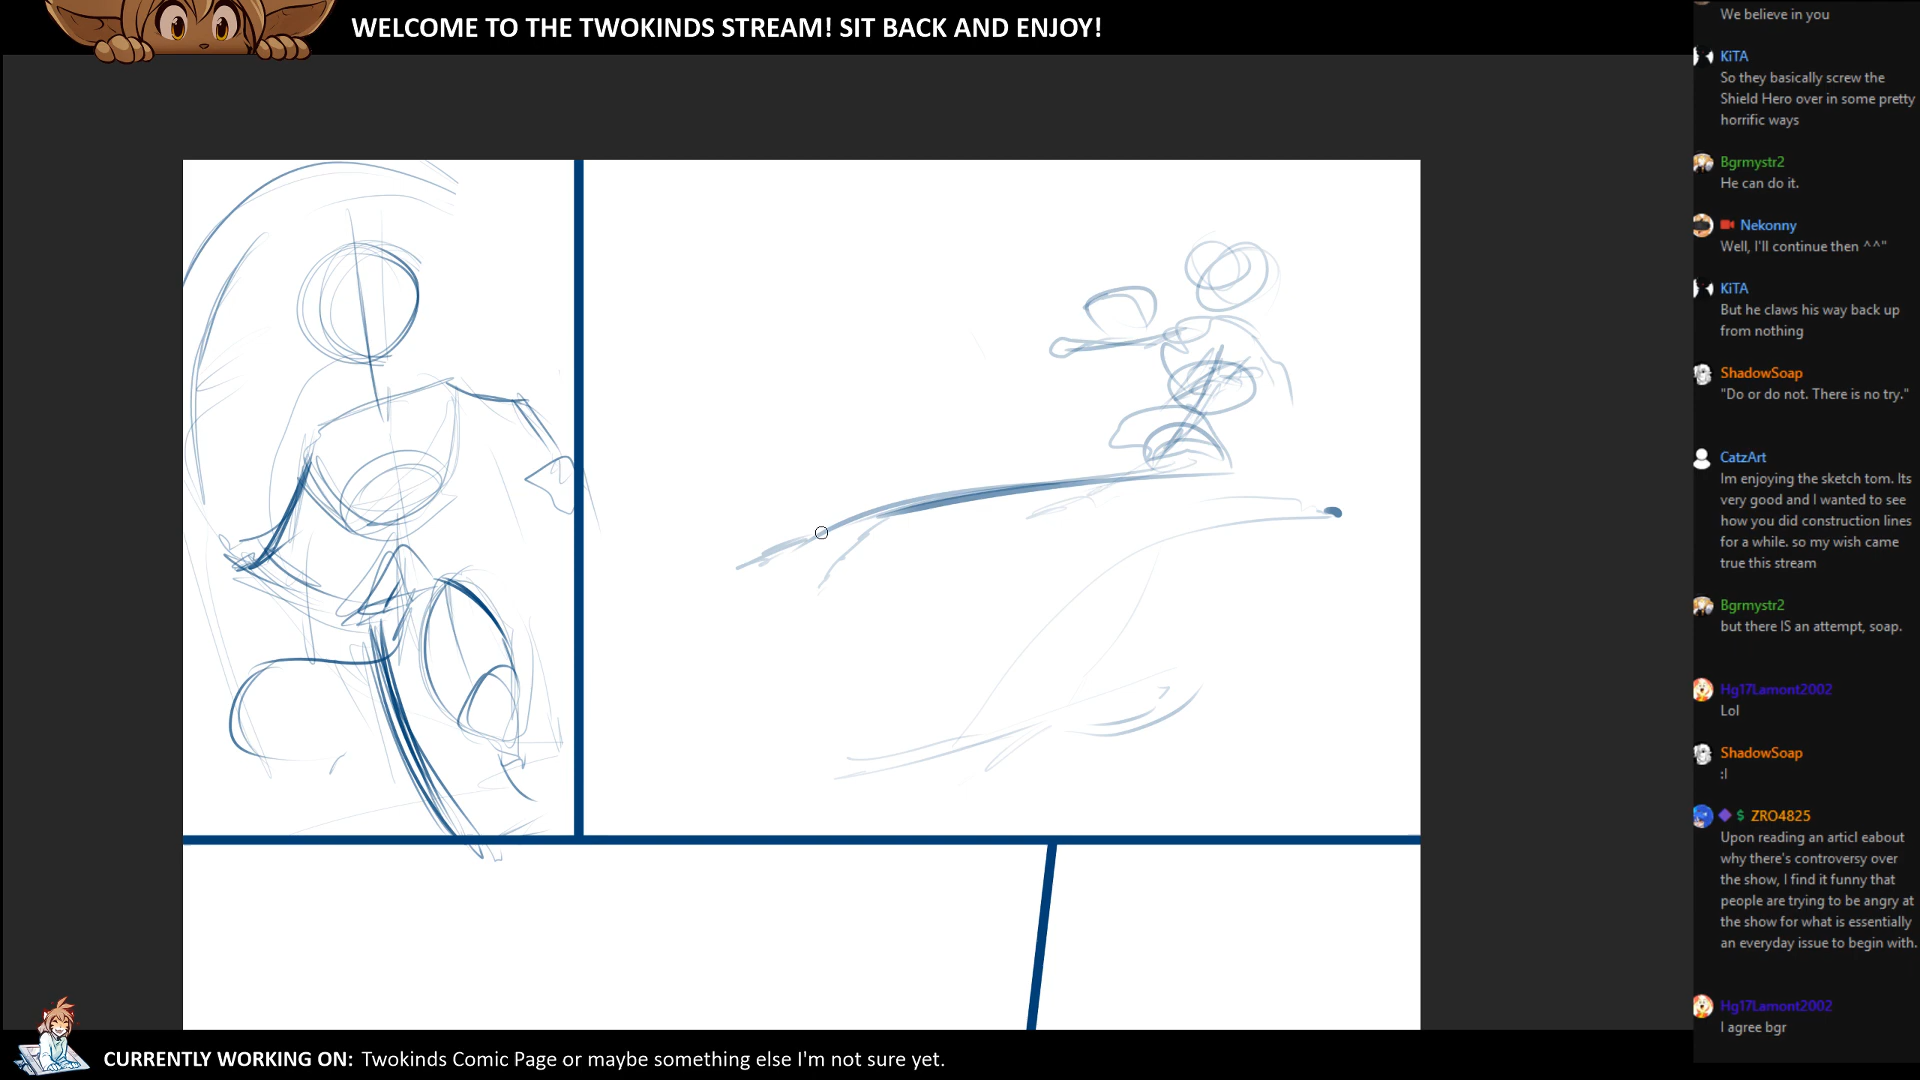 WELCOME TO THE TWOKINDS STREAM! SIT BACK AND ENJOY!
We believe in you
KiTA
So they basically screw the
Shield Hero over in some pretty
horrific ways
Bgrmystr2
He can do it.
Nekonny
Well, I'll continue then ^^"
KiTA
But he claws his way back up
from nothing
ShadowSoap
"Do or do not. There is no try."
CatzArt
Im enjoying the sketch tom. Its
very good and I wanted to see
how you did construction lines
for a while. so my wish came
true this stream
Bgrmystr2
but there IS an attempt, soap.
Hg17Lamont2002
Lol
ShadowSoap
:l
$ ZRO4825
Upon reading an articl eabout
why there's controversy over
the show, I find it funny that
people are trying to be angry at
the show for what is essentially
an everyday issue to begin with.
Hg17Lamont2002
I agree bgr
CURRENTLY WORKING ON: Twokinds Comic Page or maybe something else I'm not sure yet.